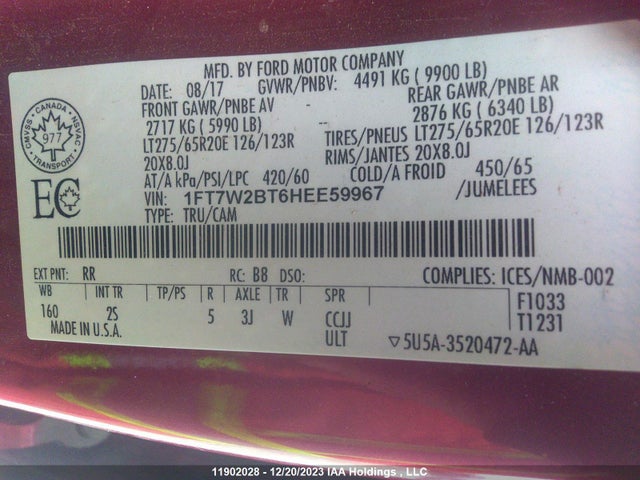 MFD. BY FORD MOTOR COMPANY
DATE: 08/17 GVWR/PNBV: 4491 KG ( 9900 LB)
FRONT GAWR/PNBE AV -- REAR GAWR/PNBE AR
2717 KG ( 5990 LB) 2876 KG ( 6340 LB)
LT275/65R20E 126/123R TIRES/PNEUS LT275/65R20E 126/123R
20X8.0J RIMS/JANTES 20X8.0J
AT/A kPa/PSI/LPC 420/60 COLD/A FROID 450/65
VIN: 1FT7W2BT6HEE59967 /JUMELEES
TYPE: TRU/CAM
CMVSS · CANADA · NSVAC
977
TRANSPORT
EC
EXT PNT: RR RC: B8 DSO: COMPLIES: ICES/NMB-002
WB INT TR TP/PS R AXLE TR SPR F1033
160 2S 5 3J W CCJJ T1231
MADE IN U.S.A. ULT ▽5U5A-3520472-AA
11902028 - 12/20/2023 IAA Holdings , LLC